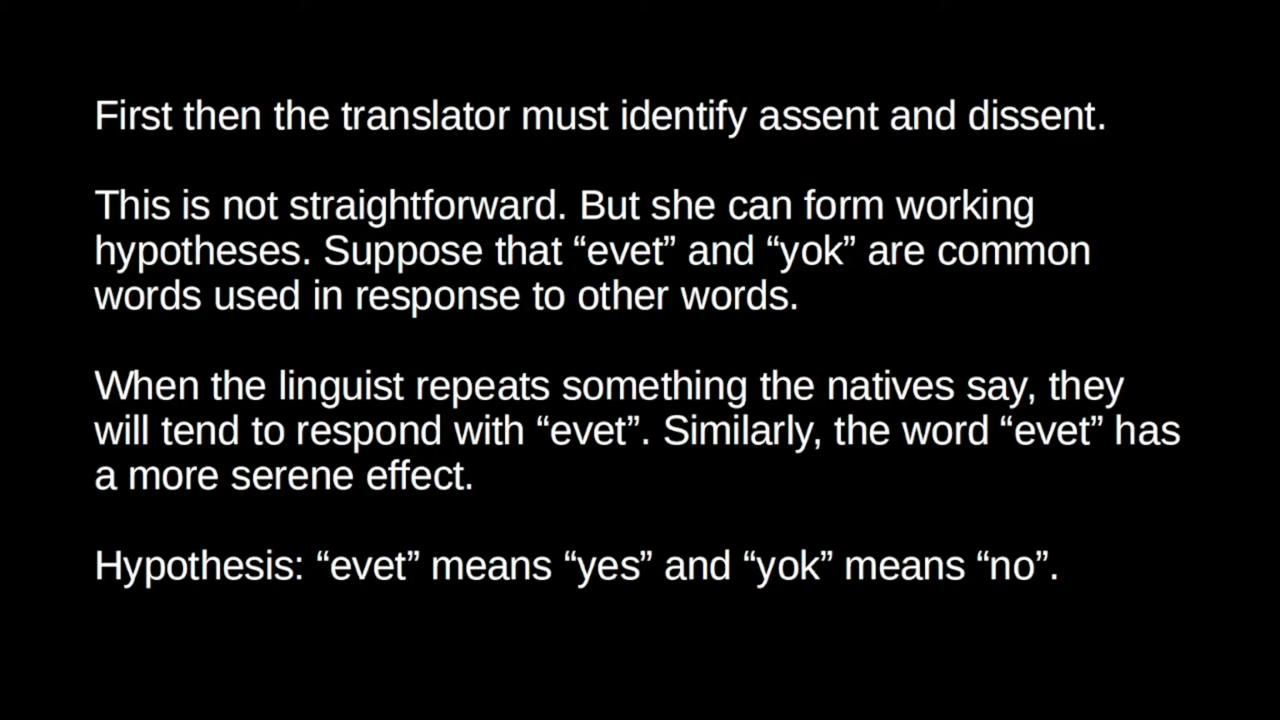 First then the translator must identify assent and dissent.
This is not straightforward. But she can form working
hypotheses. Suppose that “evet” and “yok” are common
words used in response to other words.
When the linguist repeats something the natives say, they
will tend to respond with “evet”. Similarly, the word “evet” has
a more serene effect.
Hypothesis: “evet” means “yes” and “yok” means “no”.